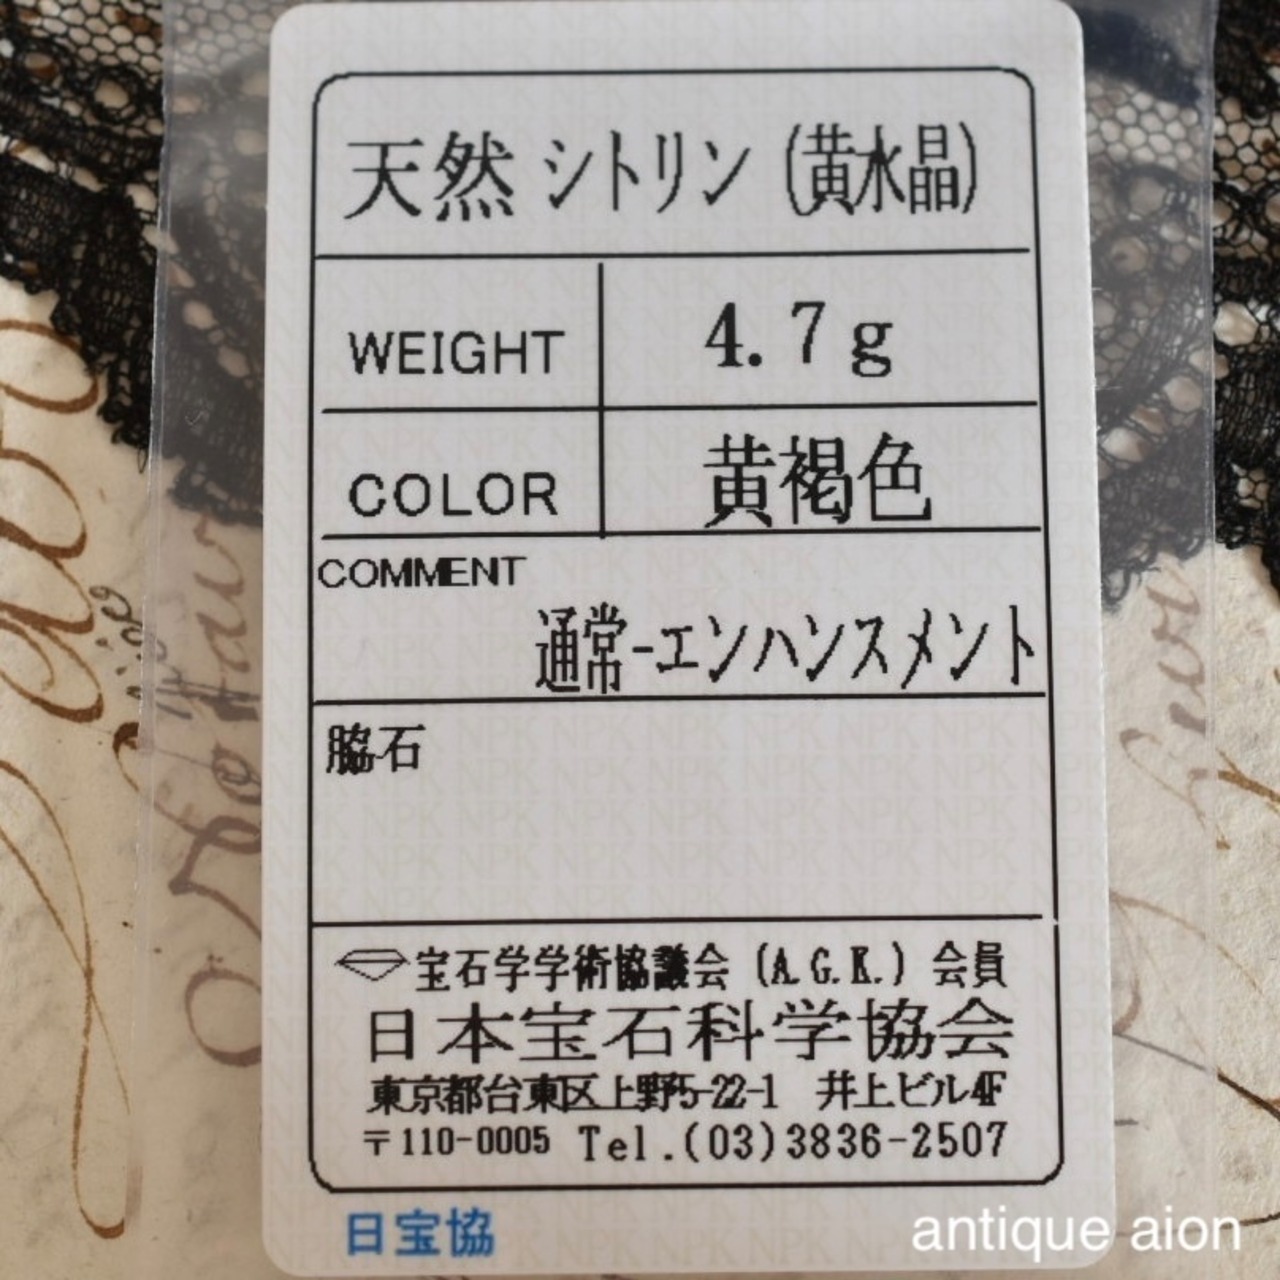 天然 シトリン (黄水晶)
WEIGHT 4.7g
COLOR 黄褐色
COMMENT
通常-エンハンスメント
脇石
宝石学学術協議会 (A.G.K.) 会員
日本宝石科学協会
東京都台東区上野5-22-1 井上ビル4F
〒110-0005 Tel.(03)3836-2507
日宝協
antique aion